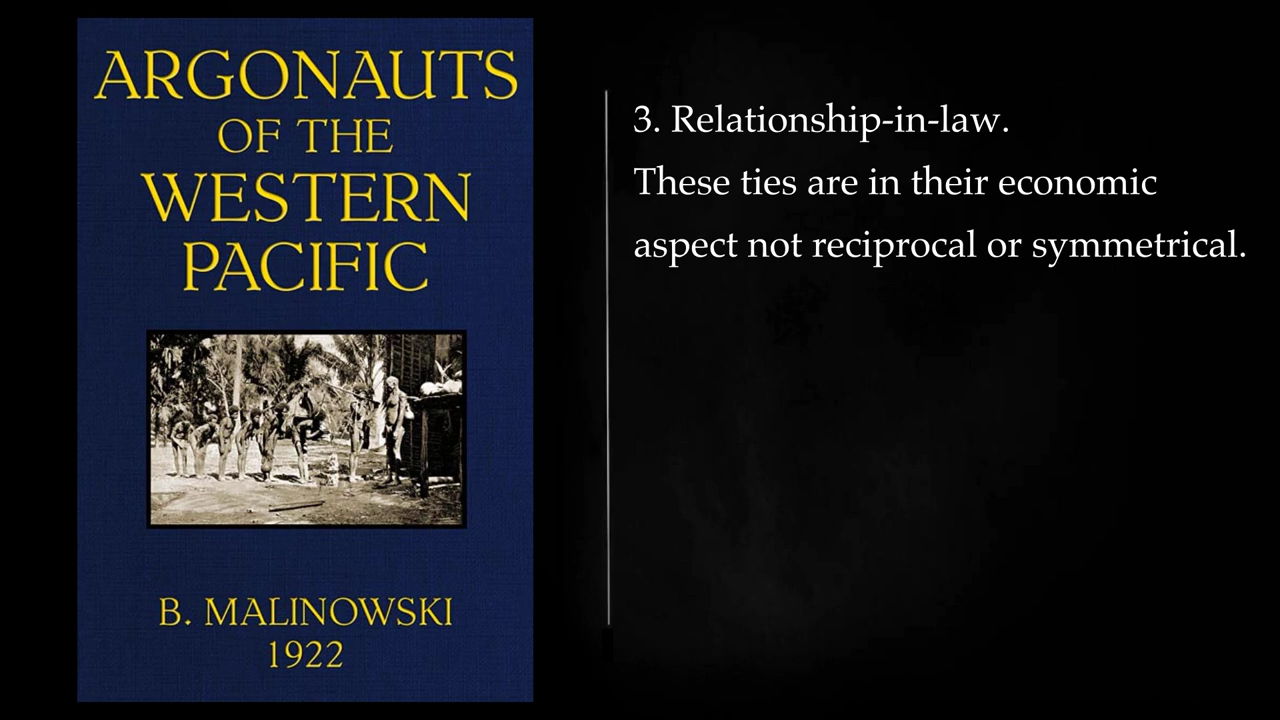 ARGONAUTS
OF THE
WESTERN
PACIFIC
B. MALINOWSKI
1922
3. Relationship-in-law.
These ties are in their economic
aspect not reciprocal or symmetrical.